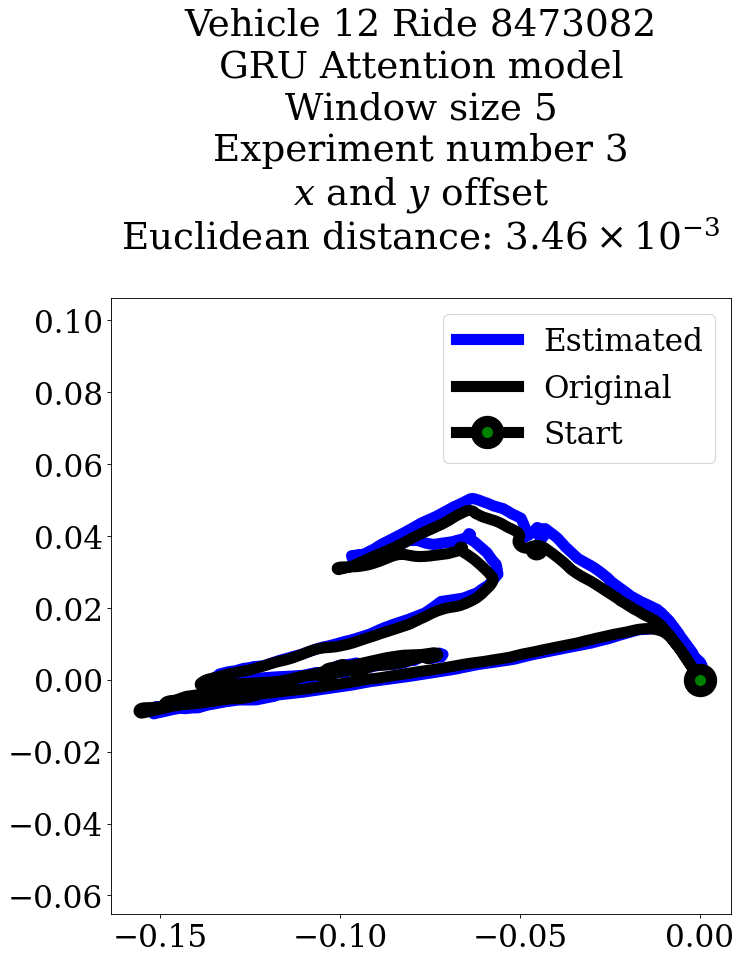 Vehicle 12 Ride 8473082
GRU Attention model
Window size 5
Experiment number 3
x and y offset
Euclidean distance: 3.46 × 10⁻³
Estimated
Original
Start
0.10
0.08
0.06
0.04
0.02
0.00
−0.02
−0.04
−0.06
−0.15
−0.10
−0.05
0.00